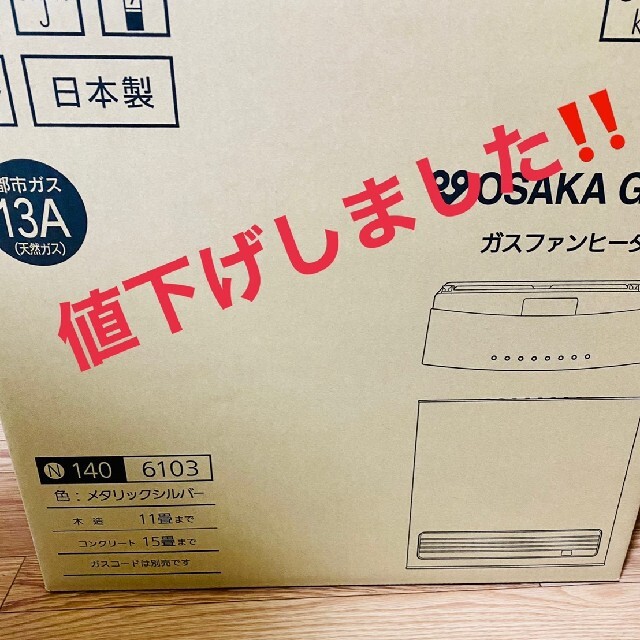 日本製
都市ガス
13A
(天然ガス)
値下げしました‼
OSAKA G
ガスファンヒータ
N 140 6103
色：メタリックシルバー
木造 11畳まで
コンクリート 15畳まで
ガスコードは別売です